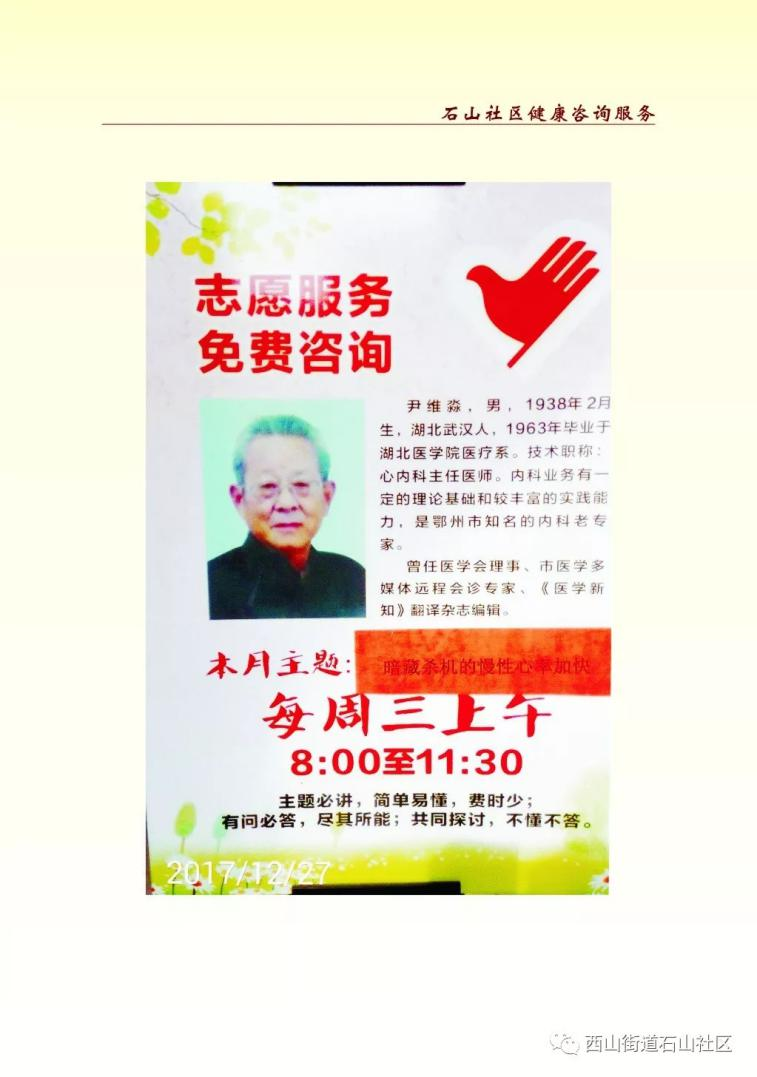 石山社区健康咨询服务
志愿服务
免费咨询
尹维淼，男，1938年2月
生，湖北武汉人，1963年毕业于
湖北医学院医疗系。技术职称：
心内科主任医师。内科业务有一
定的理论基础和较丰富的实践能
力，是鄂州市知名的内科老专
家。
曾任医学会理事、市医学多
媒体远程会诊专家、《医学新
知》翻译杂志编辑。
本月主题：暗藏杀机的慢性心率加快
每周三上午
8:00至11:30
主题必讲，简单易懂，费时少；
有问必答，尽其所能；共同探讨，不懂不答。
2017/12/27
西山街道石山社区